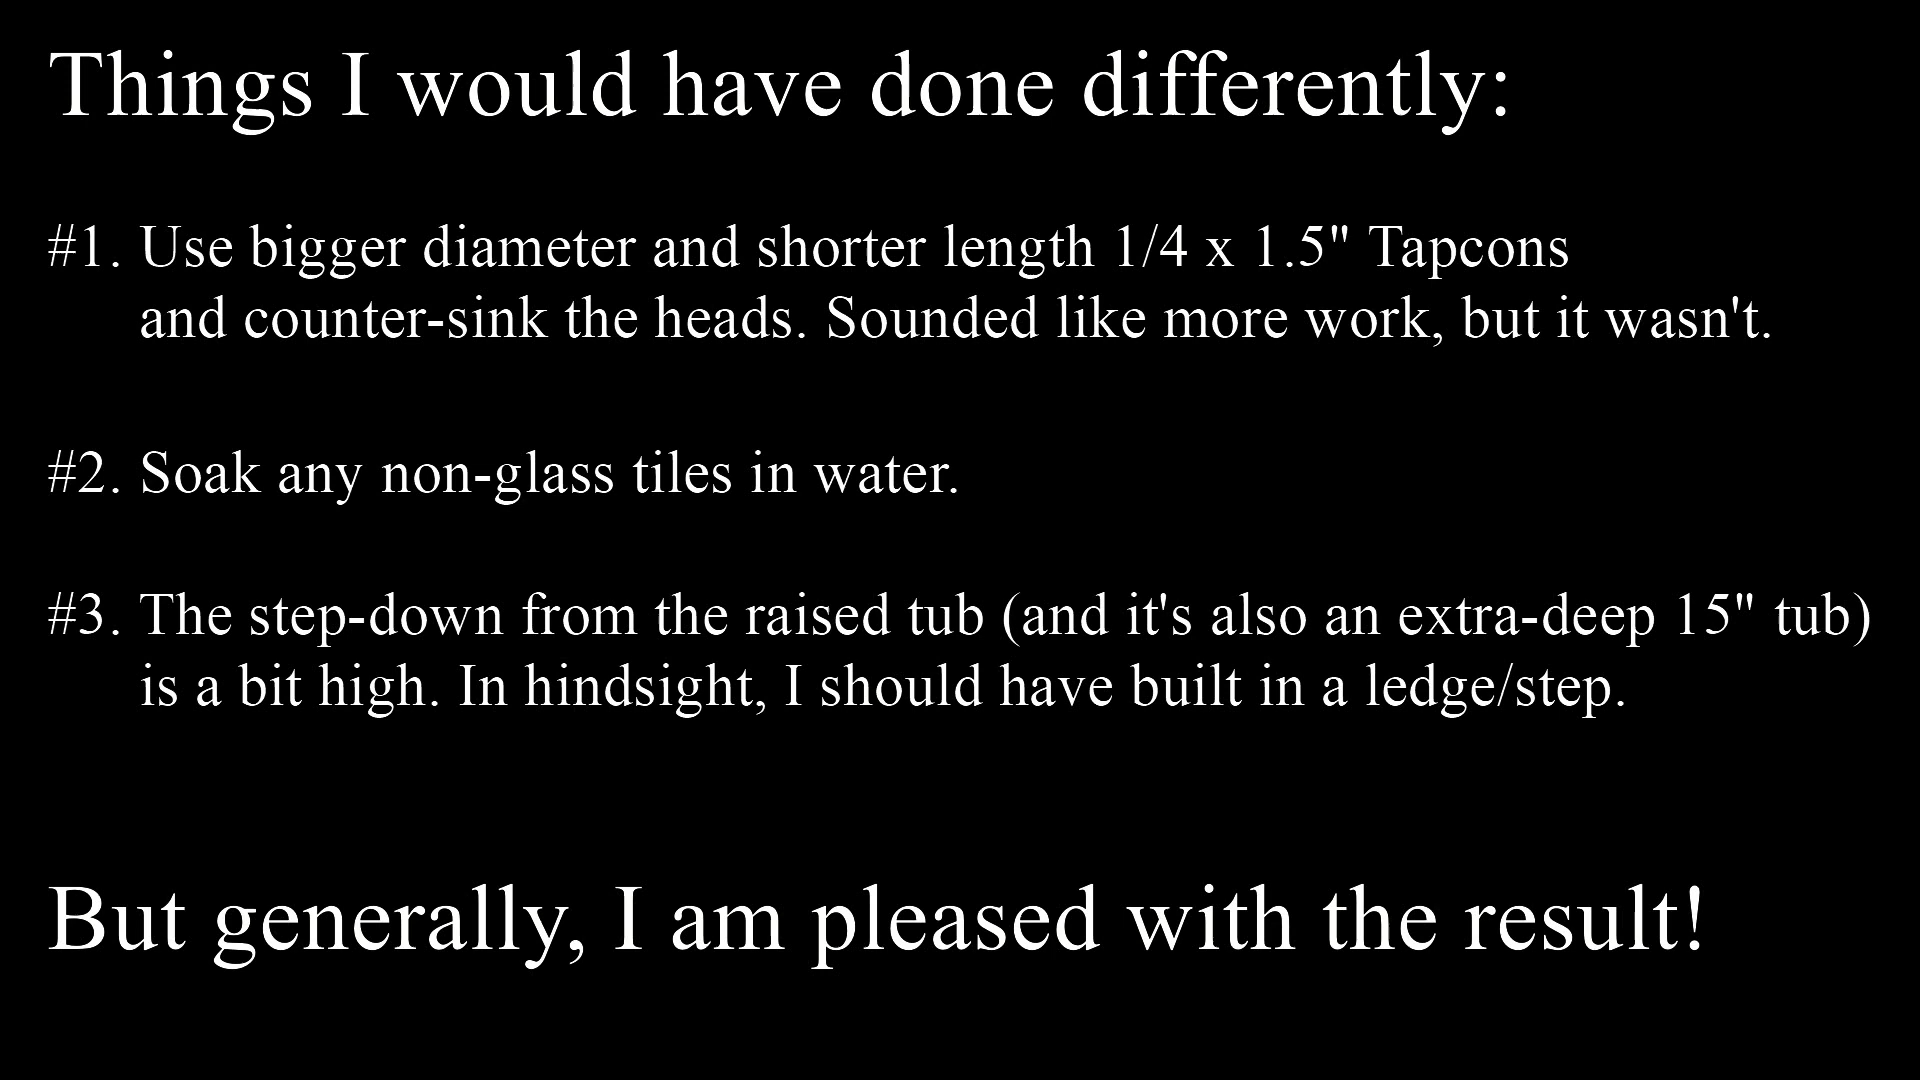 Things I would have done differently:
#1. Use bigger diameter and shorter length 1/4 x 1.5" Tapcons
and counter-sink the heads. Sounded like more work, but it wasn't.
#2. Soak any non-glass tiles in water.
#3. The step-down from the raised tub (and it's also an extra-deep 15" tub)
is a bit high. In hindsight, I should have built in a ledge/step.
But generally, I am pleased with the result!